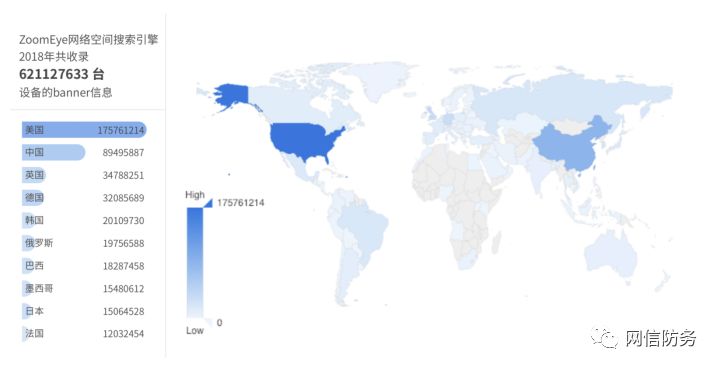 ZoomEye网络空间搜索引擎
2018年共收录
621127633 台
设备的banner信息
美国 175761214
中国 89495887
英国 34788251
德国 32085689
韩国 20109730
俄罗斯 19756588
巴西 18287458
墨西哥 15480612
日本 15064528
法国 12032454
High
175761214
0
Low
网信防务